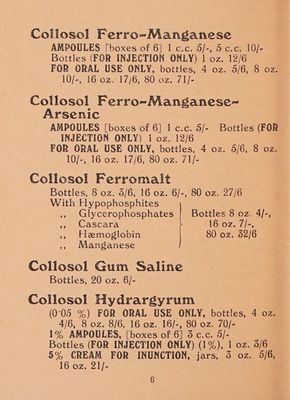 Collosol Ferro-Manganese
AMPOULES [boxes of 6] 1 c.c. 5/-, 5 c.c. 10/-
Bottles (FOR INJECTION ONLY) 1 oz. 12/6
FOR ORAL USE ONLY, bottles, 4 oz. 5/6, 8 oz.
10/-, 16 oz. 17/6, 80 oz. 71/-
Collosol Ferro-Manganese-
Arsenic
AMPOULES [boxes of 6] 1 c.c. 5/- Bottles (FOR
INJECTION ONLY) 1 oz. 12/6
FOR ORAL USE ONLY, bottles, 4 oz. 5/6, 8 oz.
10/-, 16 oz. 17/6, 80 oz. 71/-
Collosol Ferromalt
Bottles, 8 oz. 3/6, 16 oz. 6/-, 80 oz. 27/6
With Hypophosphites
,, Glycerophosphates Bottles 8 oz. 4/-,
,, Cascara 16 oz. 7/-,
,, Hæmoglobin 80 oz. 32/6
,, Manganese
Collosol Gum Saline
Bottles, 20 oz. 6/-
Collosol Hydrargyrum
(0·05 %) FOR ORAL USE ONLY, bottles, 4 oz.
4/6, 8 oz. 8/6, 16 oz. 16/-, 80 oz. 70/-
1% AMPOULES, [boxes of 6] 3 c.c. 5/-
Bottles (FOR INJECTION ONLY) (1%), 1 oz. 3/6
5% CREAM FOR INUNCTION, jars, 3 oz. 5/6,
16 oz. 21/-
6